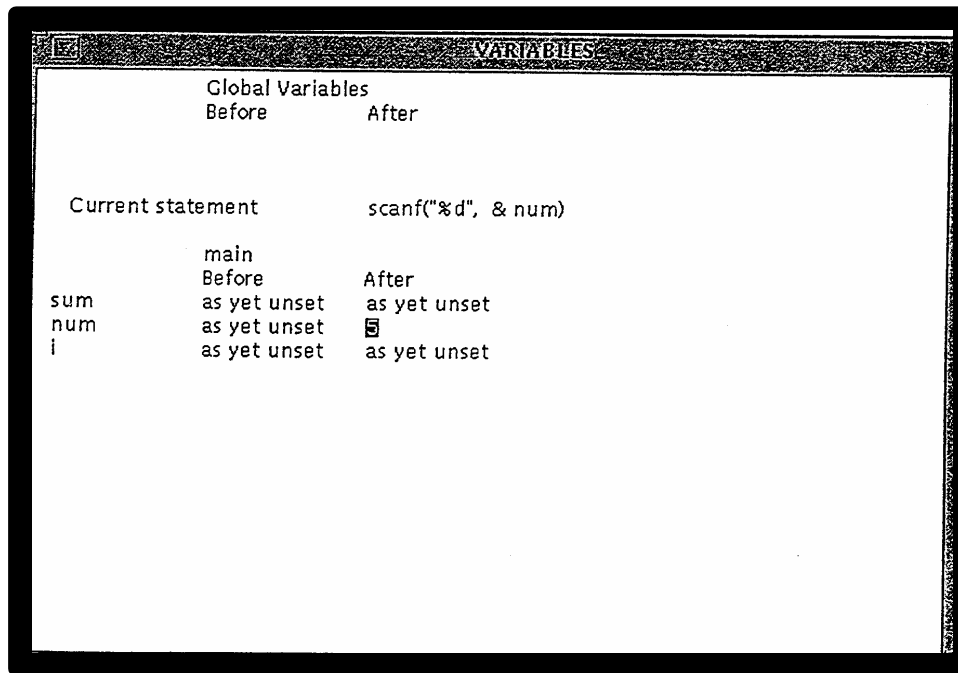 VARIABLES
Global Variables
Before After
Current statement scanf("%d", & num)
main
Before After
sum as yet unset as yet unset
num as yet unset 5
i as yet unset as yet unset